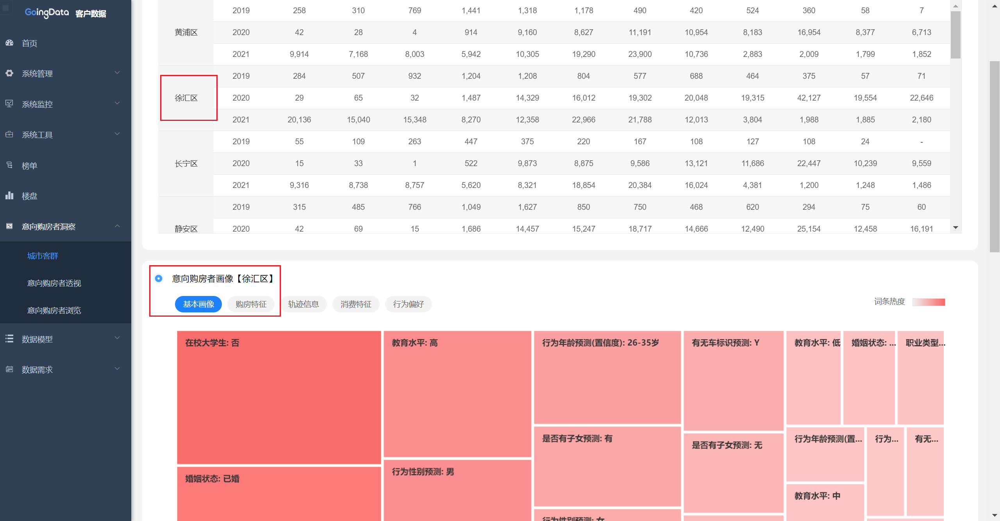 GoingData 客户数据
首页
系统管理
系统监控
系统工具
榜单
楼盘
意向购房者洞察
城市客群
意向购房者透视
意向购房者浏览
数据模型
数据需求
2019 258 310 769 1,441 1,318 1,178 490 420 524 360 58 7
黄浦区 2020 42 28 4 914 9,160 8,627 11,191 10,954 8,183 16,954 8,377 6,713
2021 9,914 7,168 8,003 5,942 10,305 19,290 23,900 10,736 2,883 2,009 1,799 1,852
2019 284 507 932 1,204 1,208 804 577 688 464 375 57 71
徐汇区 2020 29 65 32 1,487 14,329 16,012 19,302 20,048 19,315 42,127 19,554 22,646
2021 20,136 15,040 15,348 8,270 12,358 22,966 21,788 12,013 3,804 1,988 1,885 2,180
2019 55 109 263 447 375 220 167 108 127 108 24 -
长宁区 2020 15 33 1 522 9,873 8,875 9,586 13,121 11,686 22,447 10,239 9,559
2021 9,316 8,738 8,757 5,620 8,321 18,854 20,384 16,024 4,381 1,200 1,248 1,486
2019 315 485 766 1,049 1,627 850 750 468 620 294 75 60
静安区 2020 42 69 15 1,686 14,457 15,247 18,717 14,666 12,490 25,154 12,458 16,191
意向购房者画像【徐汇区】
基本画像 购房特征 轨迹信息 消费特征 行为偏好
词条热度
在校大学生: 否
教育水平: 高
行为年龄预测(置信度): 26-35岁
有无车标识预测: Y
教育水平: 低
婚姻状态: ...
职业类型...
是否有子女预测: 有
行为年龄预测(置...
行为...
有无...
是否有子女预测: 无
行为性别预测: 男
婚姻状态: 已婚
教育水平: 中
行为性别预测: 女